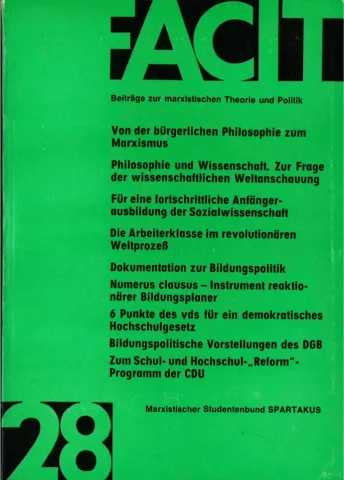 FACIT
Beiträge zur marxistischen Theorie und Politik
Von der bürgerlichen Philosophie zum
Marxismus
Philosophie und Wissenschaft. Zur Frage
der wissenschaftlichen Weltanschauung
Für eine fortschrittliche Anfänger-
ausbildung der Sozialwissenschaft
Die Arbeiterklasse im revolutionären
Weltprozeß
Dokumentation zur Bildungspolitik
Numerus clausus – Instrument reaktio-
närer Bildungsplaner
6 Punkte des vds für ein demokratisches
Hochschulgesetz
Bildungspolitische Vorstellungen des DGB
Zum Schul- und Hochschul-„Reform"-
Programm der CDU
Marxistischer Studentenbund SPARTAKUS
28